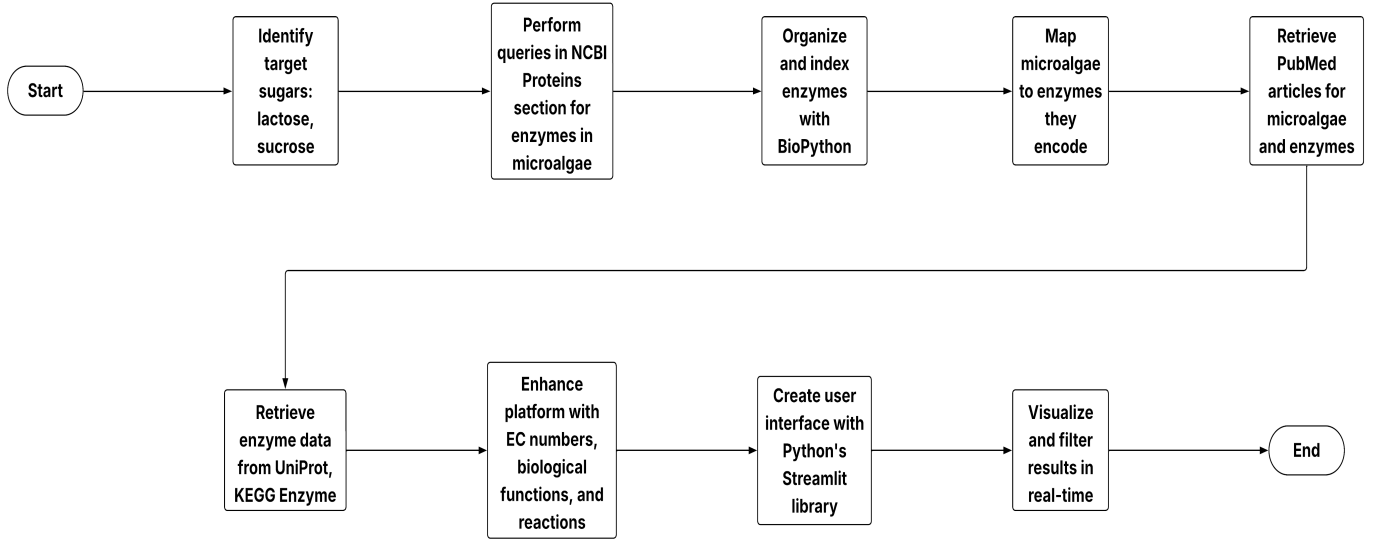 Start
Identify
target
sugars:
lactose,
sucrose
Perform
queries in NCBI
Proteins
section for
enzymes in
microalgae
Organize
and index
enzymes
with
BioPython
Map
microalgae
to enzymes
they
encode
Retrieve
PubMed
articles for
microalgae
and enzymes
Retrieve
enzyme data
from UniProt,
KEGG Enzyme
Enhance
platform with
EC numbers,
biological
functions, and
reactions
Create user
interface with
Python's
Streamlit
library
Visualize
and filter
results in
real-time
End